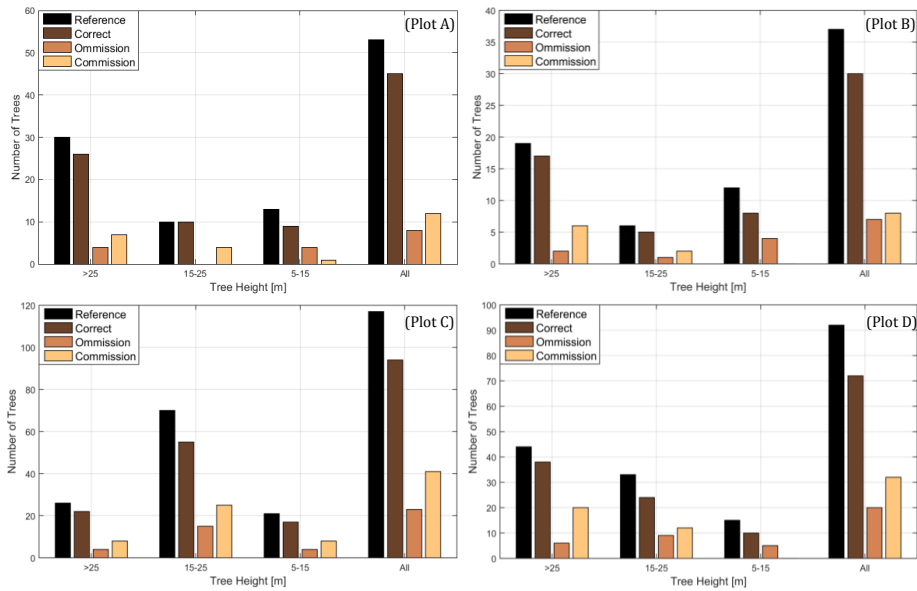 60
50
40
30
20
10
0
Number of Trees
Reference
Correct
Ommission
Commission
(Plot A)
>25
15-25
5-15
All
Tree Height [m]
40
35
30
25
20
15
10
5
0
Number of Trees
Reference
Correct
Ommission
Commission
(Plot B)
>25
15-25
5-15
All
Tree Height [m]
120
100
80
60
40
20
0
Number of Trees
Reference
Correct
Ommission
Commission
(Plot C)
>25
15-25
5-15
All
Tree Height [m]
100
90
80
70
60
50
40
30
20
10
0
Number of Trees
Reference
Correct
Ommission
Commission
(Plot D)
>25
15-25
5-15
All
Tree Height [m]